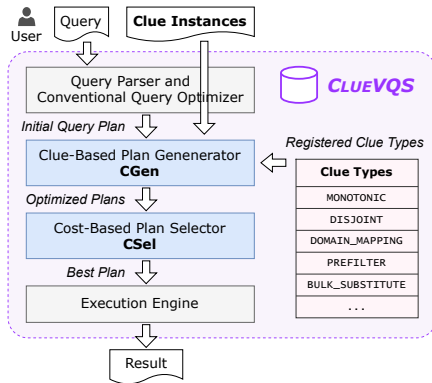 User
Query
Clue Instances
CLUEVQS
Query Parser and
Conventional Query Optimizer
Initial Query Plan
Registered Clue Types
Clue-Based Plan Genenerator
CGen
Clue Types
MONOTONIC
DISJOINT
DOMAIN_MAPPING
PREFILTER
BULK_SUBSTITUTE
...
Optimized Plans
Cost-Based Plan Selector
CSel
Best Plan
Execution Engine
Result